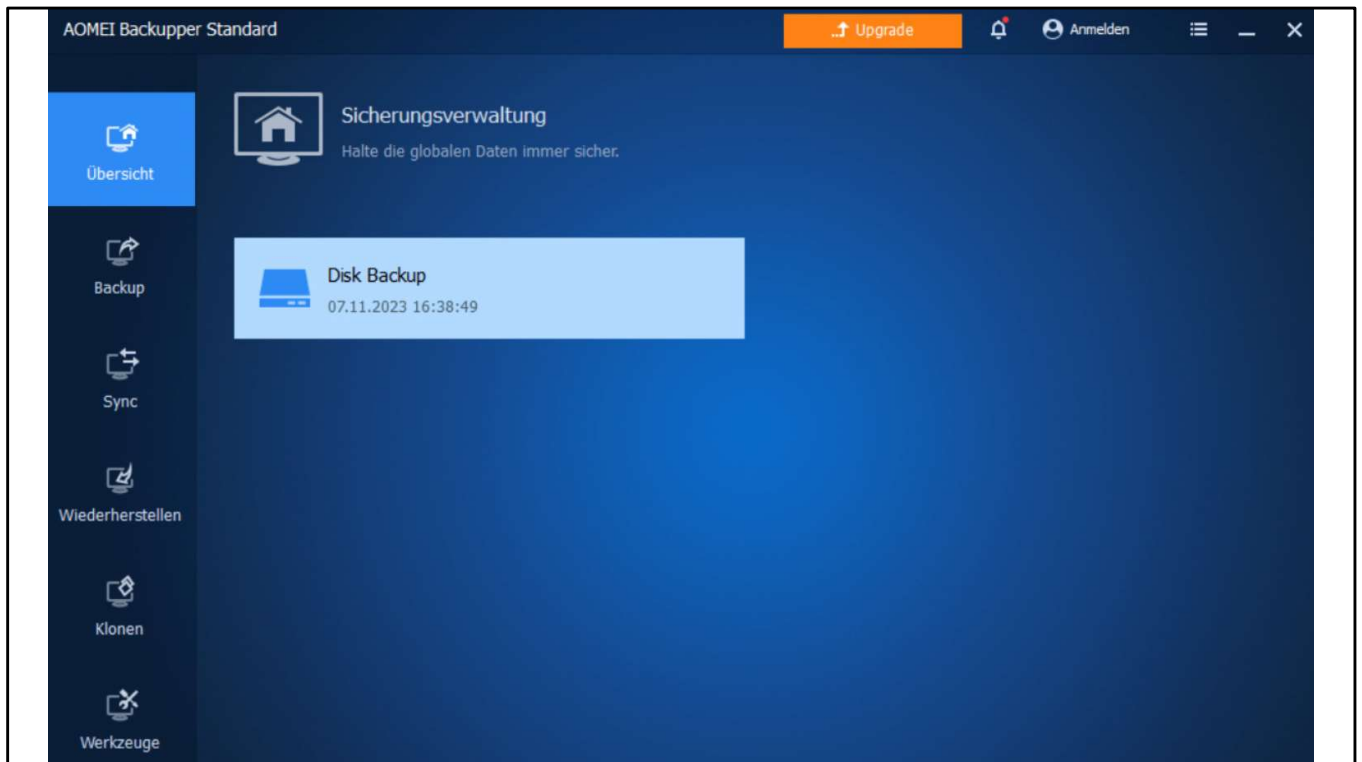 AOMEI Backupper Standard
Upgrade
Anmelden
Übersicht
Sicherungsverwaltung
Halte die globalen Daten immer sicher.
Backup
Disk Backup
07.11.2023 16:38:49
Sync
Wiederherstellen
Klonen
Werkzeuge